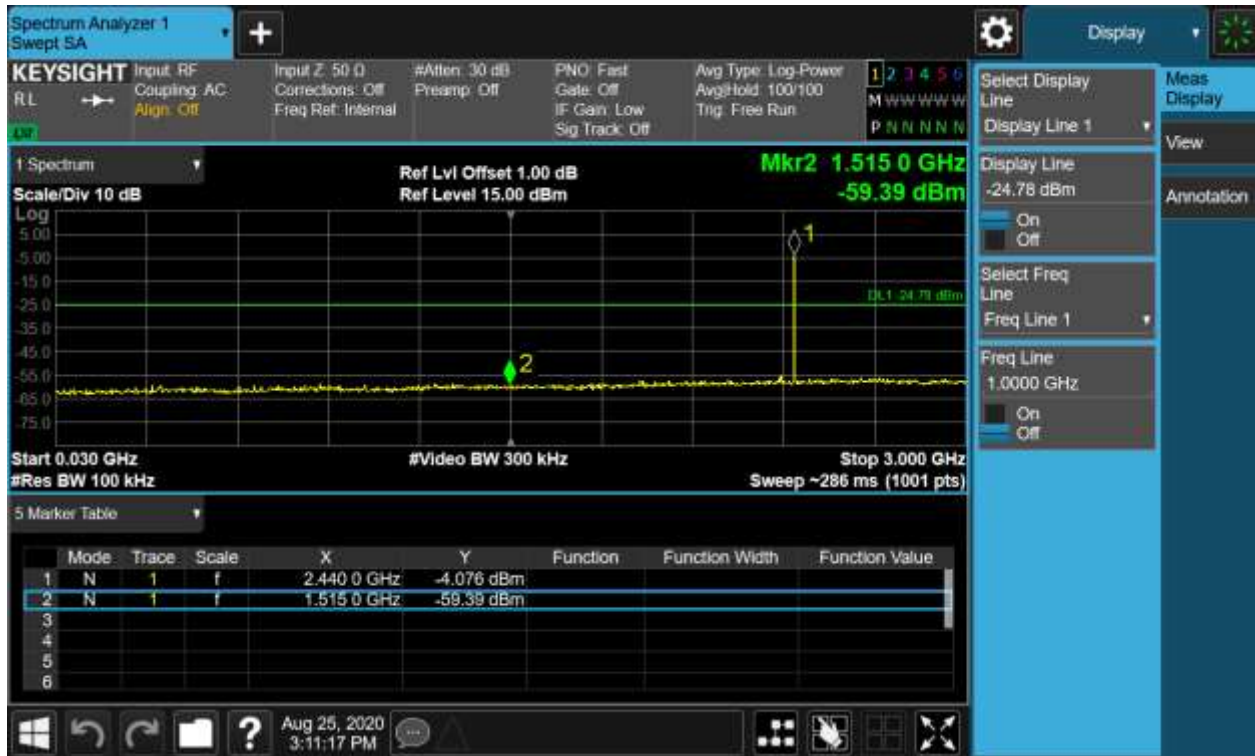 Spectrum Analyzer 1
Swept SA
+
Display
KEYSIGHT
RL
Input: RF
Coupling: AC
Align: Off
Input Z: 50 Ω
Corrections: Off
Freq Ref: Internal
#Atten: 30 dB
Preamp: Off
PNO: Fast
Gate: Off
IF Gain: Low
Sig Track: Off
Avg Type: Log-Power
Avg|Hold: 100/100
Trig: Free Run
1 2 3 4 5 6
M W W W W W
P N N N N N
Select Display Line
Display Line 1
Display Line
-24.78 dBm
On
Off
Select Freq Line
Freq Line 1
Freq Line
1.0000 GHz
On
Off
Meas Display
View
Annotation
1 Spectrum
Scale/Div 10 dB
Ref Lvl Offset 1.00 dB
Ref Level 15.00 dBm
Mkr2 1.515 0 GHz
-59.39 dBm
Log
5.00
-5.00
-15.0
-25.0
-35.0
-45.0
-55.0
-65.0
-75.0
1
2
Start 0.030 GHz
#Res BW 100 kHz
#Video BW 300 kHz
Stop 3.000 GHz
Sweep ~286 ms (1001 pts)
5 Marker Table
Mode Trace Scale X Y Function Function Width Function Value
1 N 1 f 2.440 0 GHz -4.076 dBm
2 N 1 f 1.515 0 GHz -59.39 dBm
3
4
5
6
?
Aug 25, 2020
3:11:17 PM